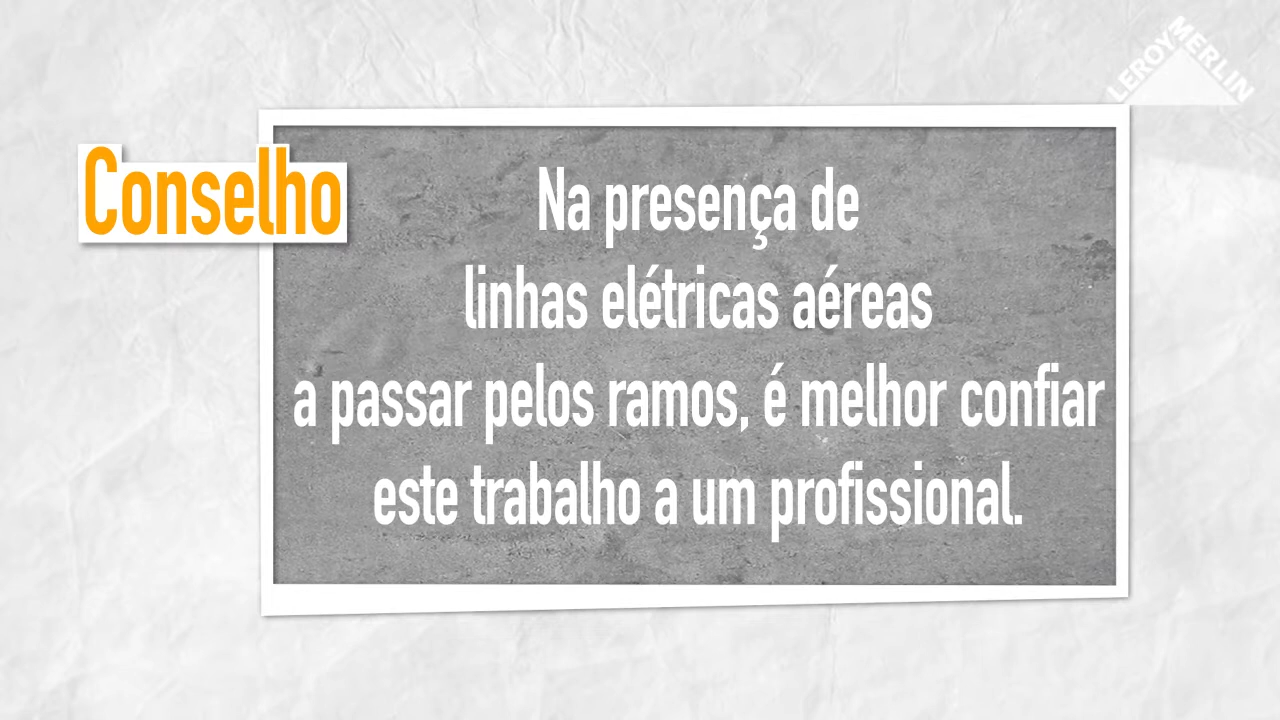 LEROY MERLIN
Conselho
Na presença de
linhas elétricas aéreas
a passar pelos ramos, é melhor confiar
este trabalho a um profissional.